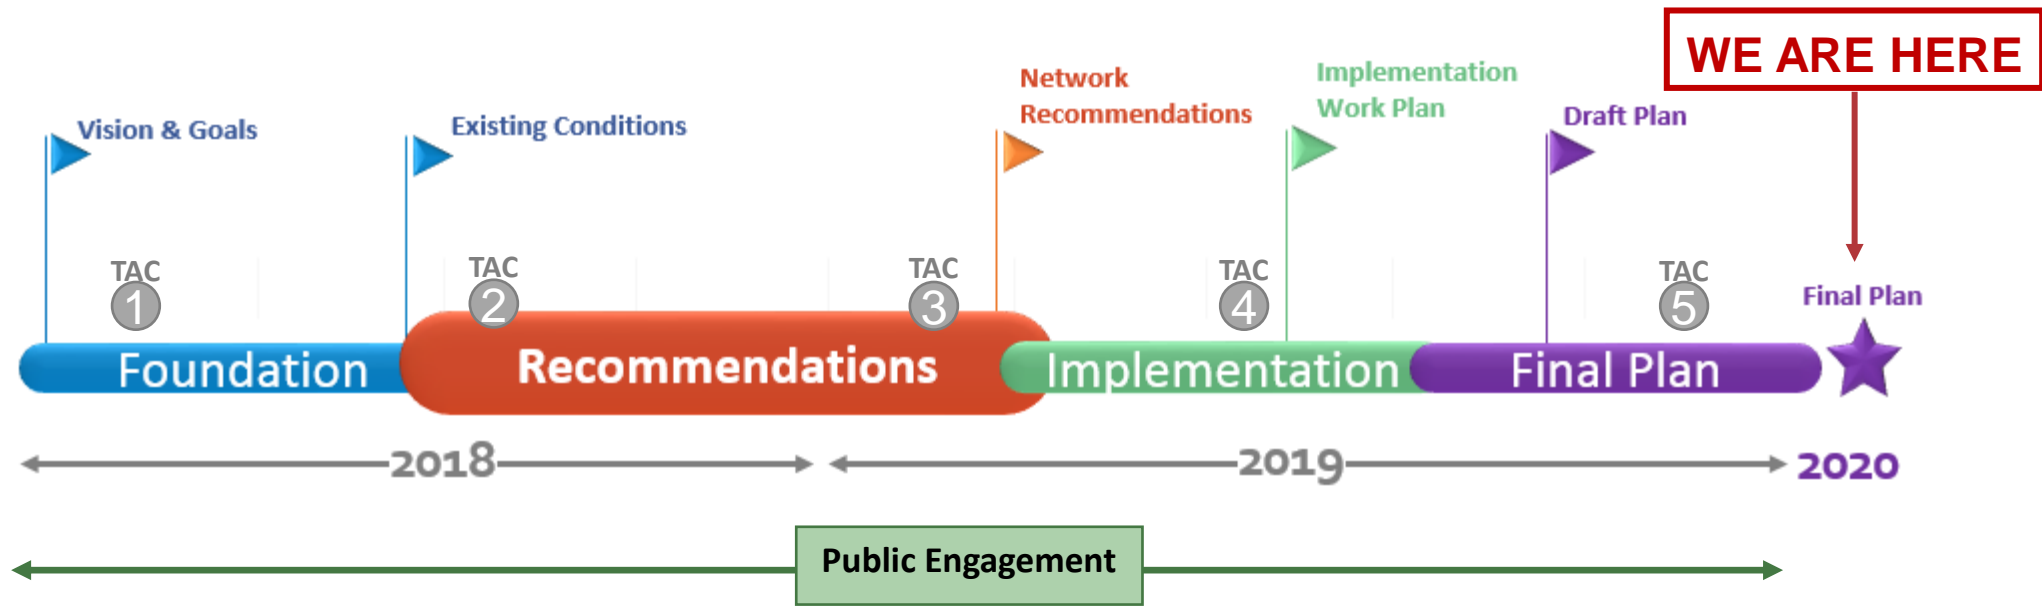 WE ARE HERE
Vision & Goals
Existing Conditions
Network
Recommendations
Implementation
Work Plan
Draft Plan
TAC
1
TAC
2
TAC
3
TAC
4
TAC
5
Final Plan
Foundation
Recommendations
Implementation
Final Plan
2018
2019
2020
Public Engagement